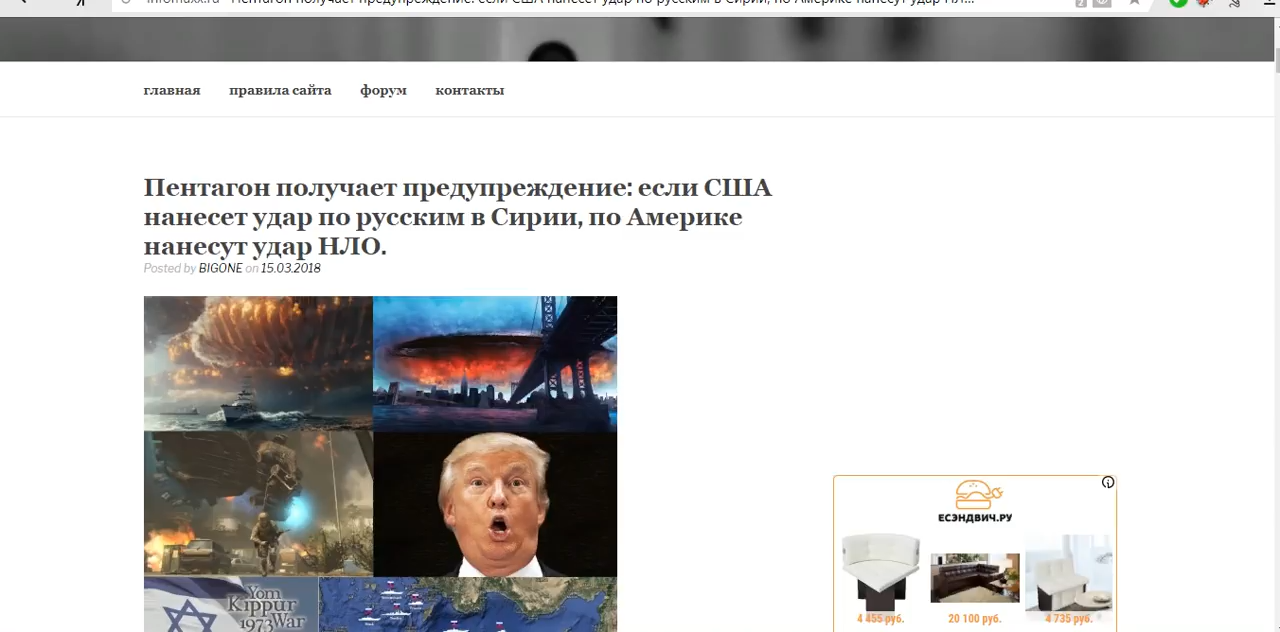 главная правила сайта форум контакты
Пентагон получает предупреждение: если США
нанесет удар по русским в Сирии, по Америке
нанесут удар НЛО.
Posted by BIGONE on 15.03.2018
ЕСЭНДВИЧ.РУ
4 455 руб. 20 100 руб. 4 735 руб.
Yom
Kippur
War
1973